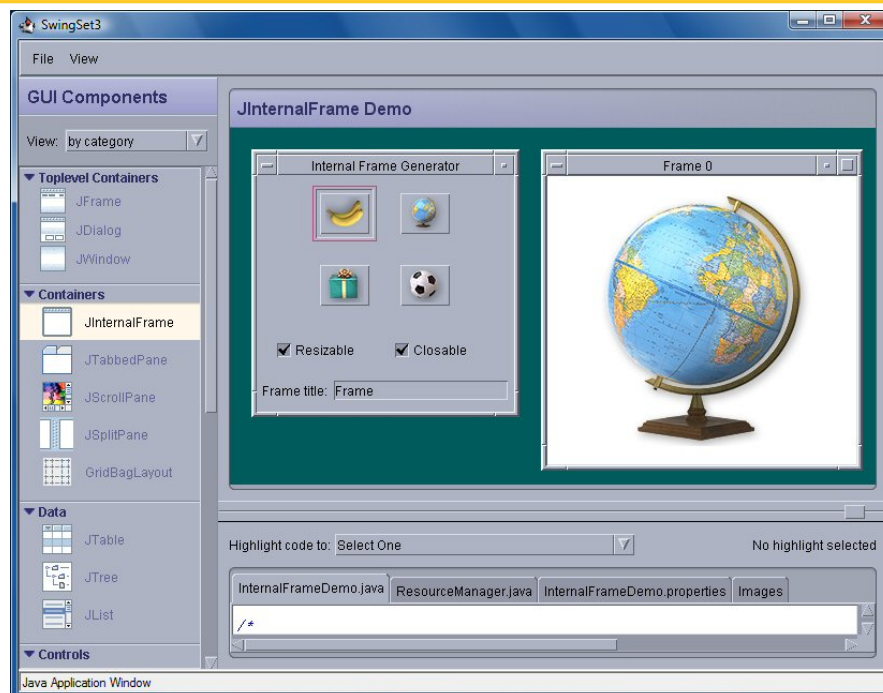 SwingSet3
File View
GUI Components
View: by category
Toplevel Containers
JFrame
JDialog
JWindow
Containers
JInternalFrame
JTabbedPane
JScrollPane
JSplitPane
GridBagLayout
Data
JTable
JTree
JList
Controls
JInternalFrame Demo
Internal Frame Generator
Resizable Closable
Frame title: Frame
Frame 0
Highlight code to: Select One No highlight selected
InternalFrameDemo.java ResourceManager.java InternalFrameDemo.properties Images
/*
Java Application Window